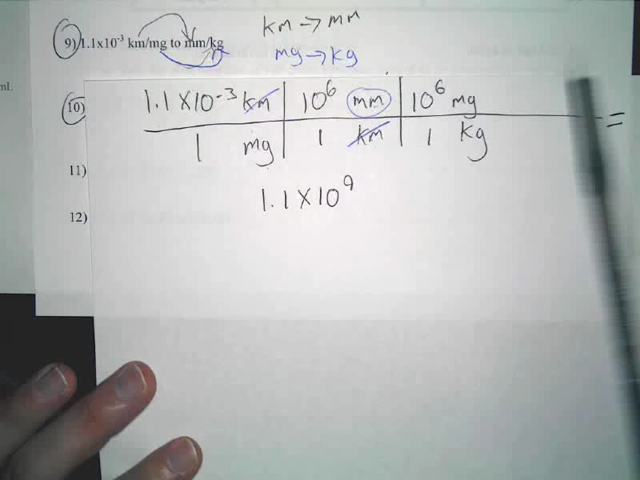 km → mm
9) 1.1x10⁻³ km/mg to mm/kg
mg → kg
mL
10)
1.1 X 10⁻³ km | 10⁶ mm | 10⁶ mg
1 mg | 1 km | 1 kg =
1.1 X 10⁹
11)
12)